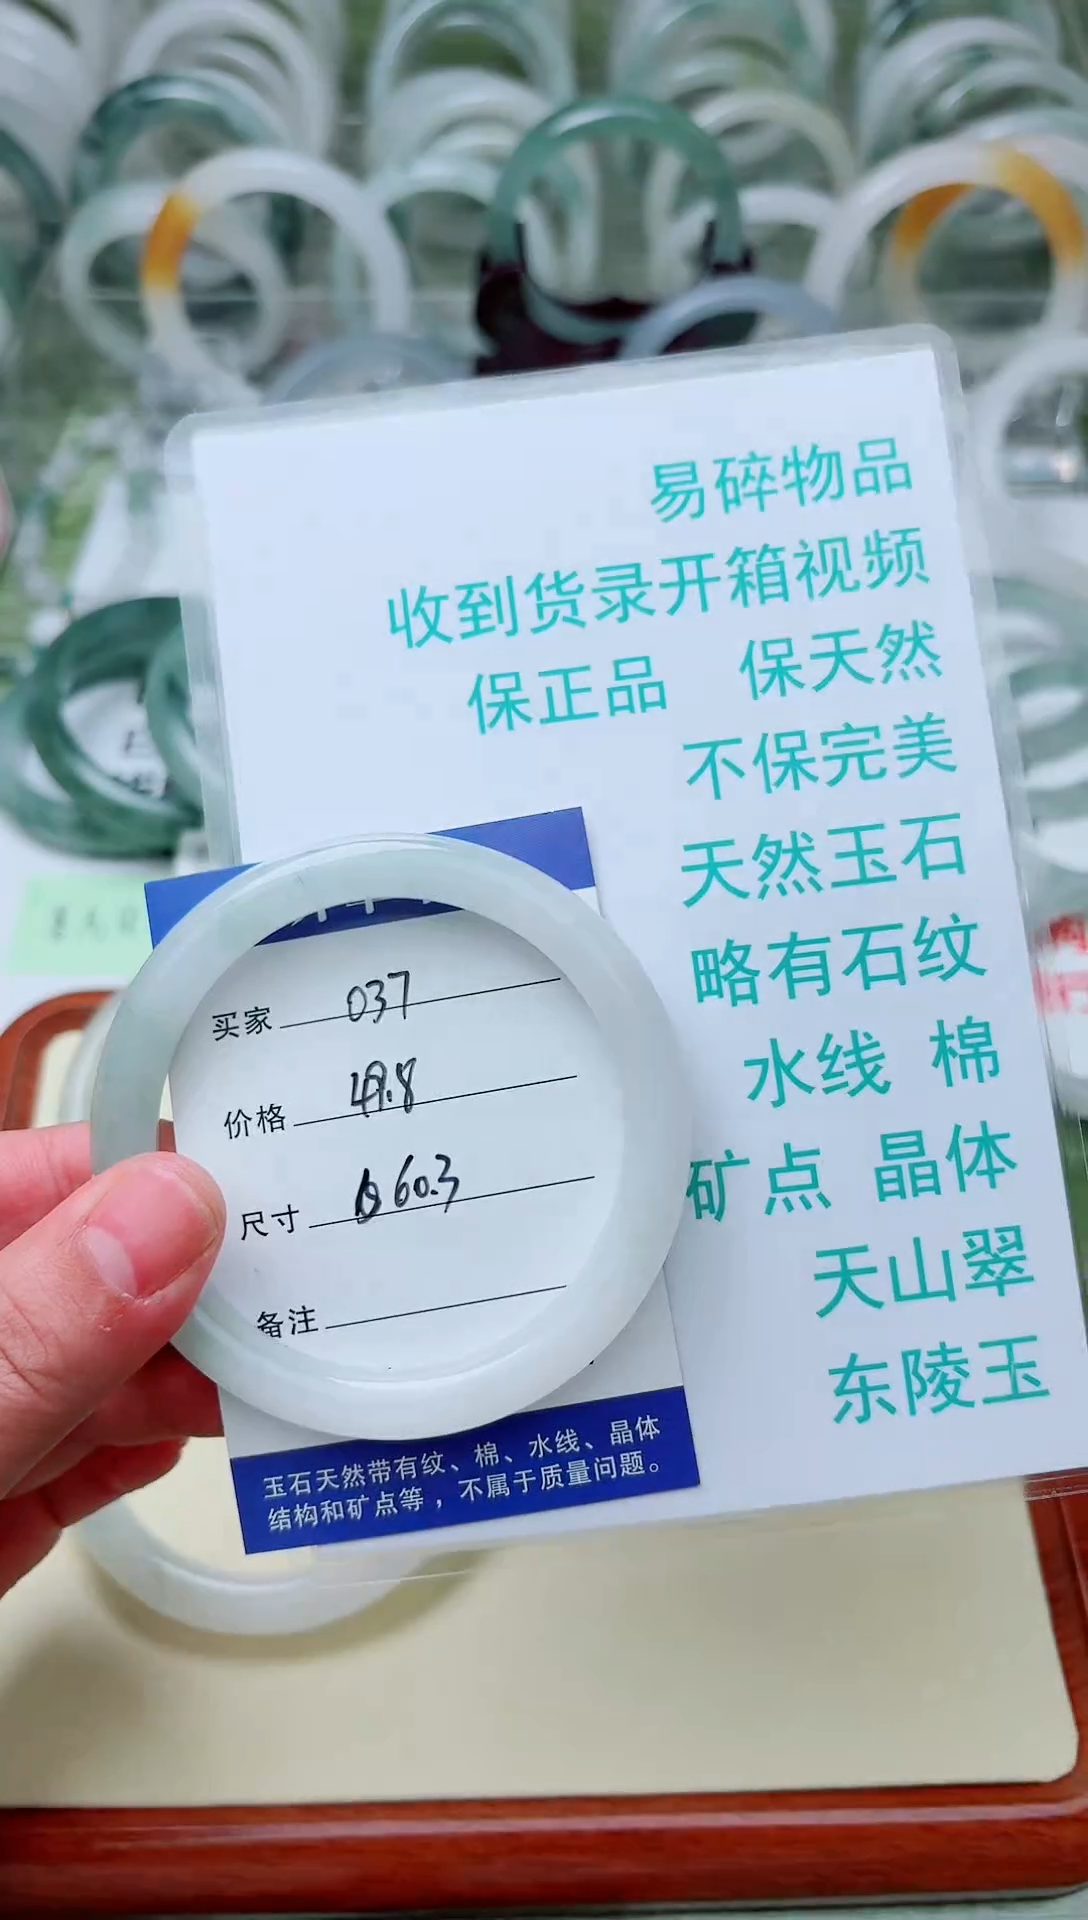 易碎物品
收到货录开箱视频
保正品 保天然
不保完美
天然玉石
略有石纹
水线 棉
矿点 晶体
天山翠
东陵玉
买家 037
价格 49.8
尺寸 60.3
备注
玉石天然带有纹、棉、水线、晶体
结构和矿点等，不属于质量问题。